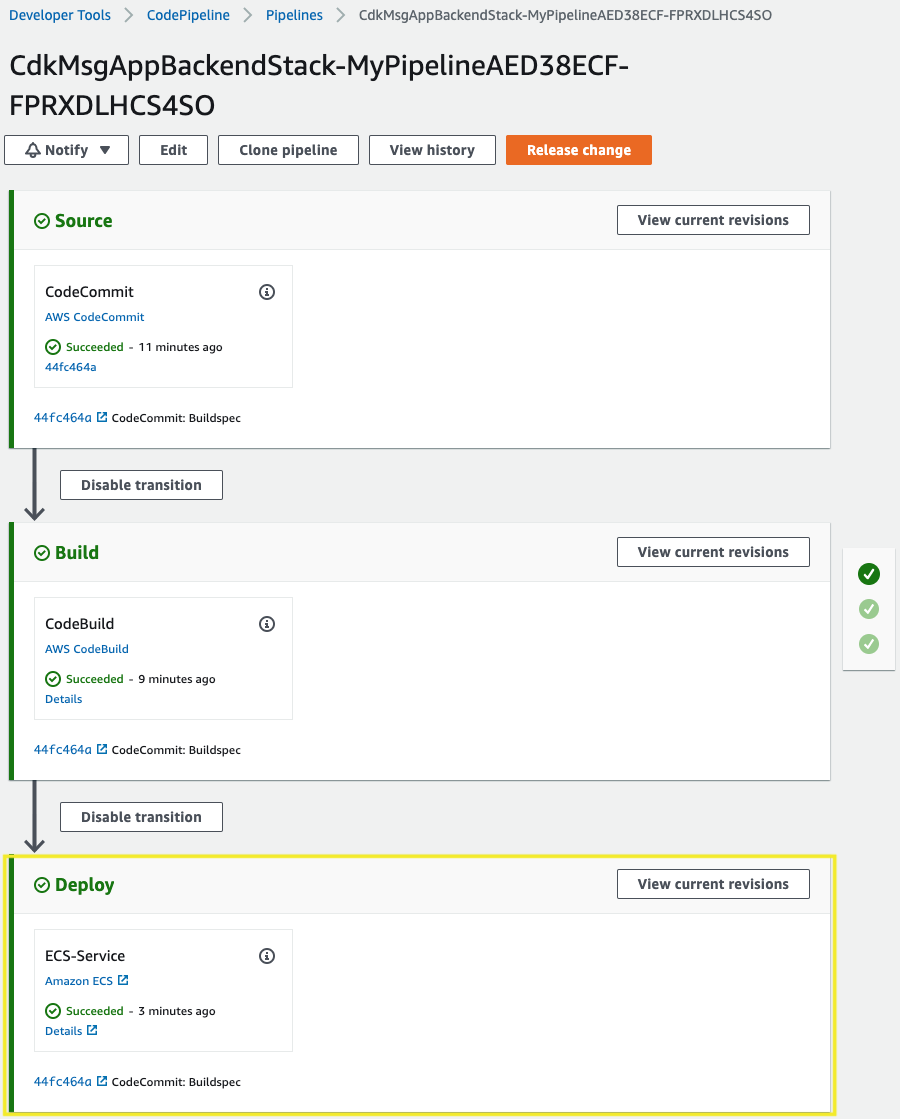 Developer Tools > CodePipeline > Pipelines > CdkMsgAppBackendStack-MyPipelineAED38ECF-FPRXDLHCS4SO
CdkMsgAppBackendStack-MyPipelineAED38ECF-
FPRXDLHCS4SO
Notify Edit Clone pipeline View history Release change
Source View current revisions
CodeCommit
AWS CodeCommit
Succeeded - 11 minutes ago
44fc464a
44fc464a CodeCommit: Buildspec
Disable transition
Build View current revisions
CodeBuild
AWS CodeBuild
Succeeded - 9 minutes ago
Details
44fc464a CodeCommit: Buildspec
Disable transition
Deploy View current revisions
ECS-Service
Amazon ECS
Succeeded - 3 minutes ago
Details
44fc464a CodeCommit: Buildspec